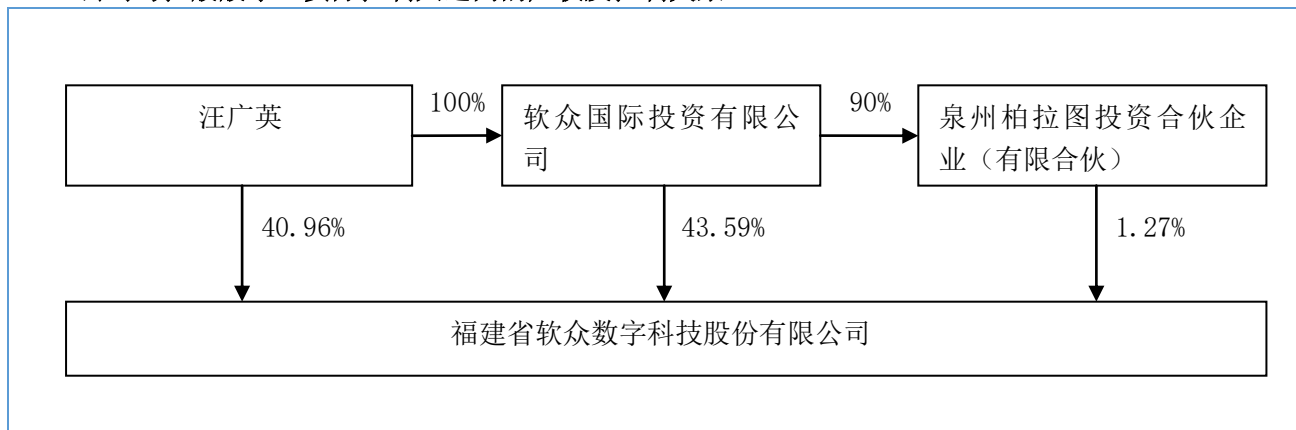 汪广英
100%
软众国际投资有限公
司
90%
泉州柏拉图投资合伙企
业（有限合伙）
40.96%
43.59%
1.27%
福建省软众数字科技股份有限公司